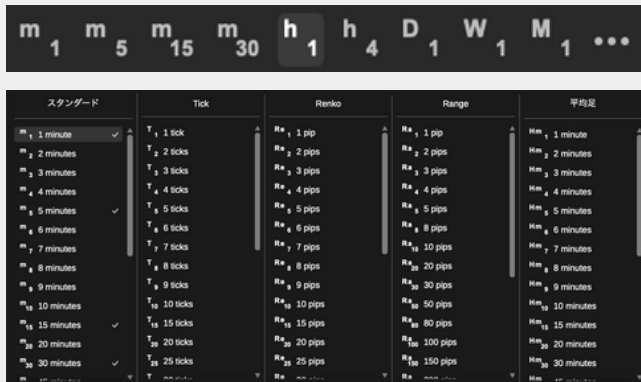 m1 m5 m15 m30 h1 h4 D1 W1 M1 •••
スタンダード Tick Renko Range 平均足
m1 1 minute ✓ T1 1 tick Re1 1 pip Ra1 1 pip Hm1 1 minute
m2 2 minutes T2 2 ticks Re2 2 pips Ra2 2 pips Hm2 2 minutes
m3 3 minutes T3 3 ticks Re3 3 pips Ra3 3 pips Hm3 3 minutes
m4 4 minutes T4 4 ticks Re4 4 pips Ra4 4 pips Hm4 4 minutes
m5 5 minutes ✓ T5 5 ticks Re5 5 pips Ra5 5 pips Hm5 5 minutes
m6 6 minutes T6 6 ticks Re6 6 pips Ra8 8 pips Hm6 6 minutes
m7 7 minutes T7 7 ticks Re7 7 pips Ra10 10 pips Hm7 7 minutes
m8 8 minutes T8 8 ticks Re8 8 pips Ra20 20 pips Hm8 8 minutes
m9 9 minutes T9 9 ticks Re9 9 pips Ra30 30 pips Hm9 9 minutes
m10 10 minutes T10 10 ticks Re10 10 pips Ra50 50 pips Hm10 10 minutes
m15 15 minutes ✓ T15 15 ticks Re15 15 pips Ra80 80 pips Hm15 15 minutes
m20 20 minutes T20 20 ticks Re20 20 pips Ra100 100 pips Hm20 20 minutes
m30 30 minutes ✓ T25 25 ticks Re25 25 pips Ra150 150 pips Hm30 30 minutes